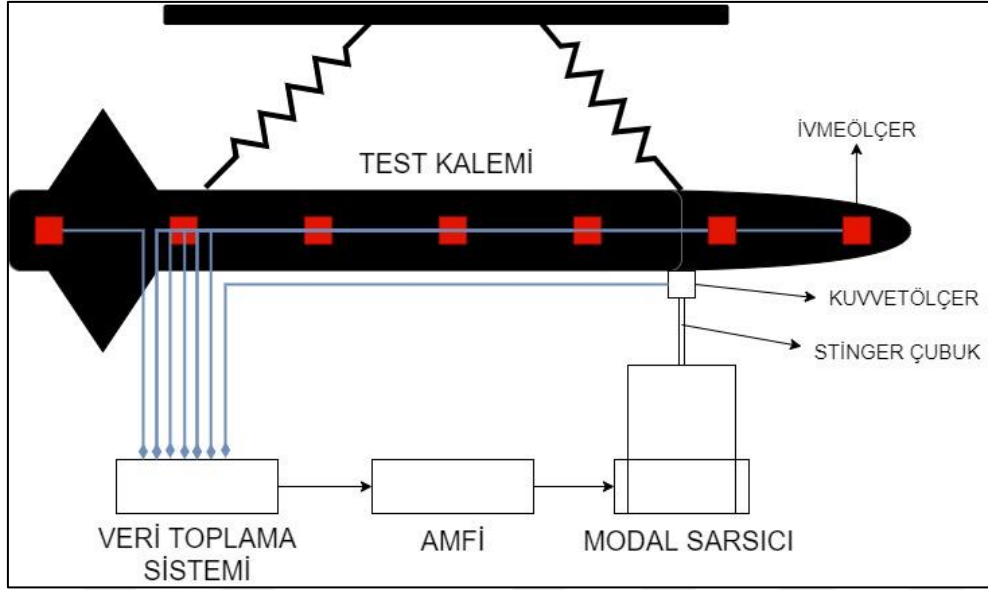 TEST KALEMİ
İVMEÖLÇER
KUVVETÖLÇER
STİNGER ÇUBUK
VERİ TOPLAMA
SİSTEMİ
AMFİ
MODAL SARSICI